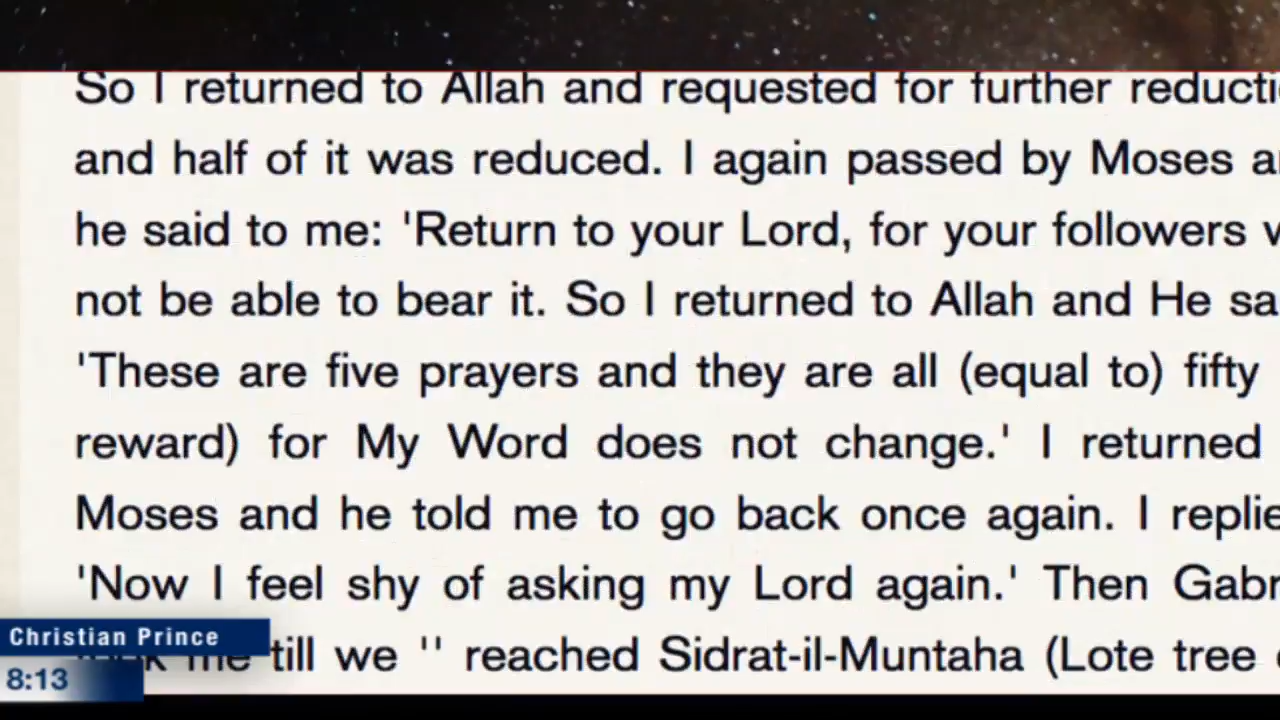 So I returned to Allah and requested for further
and half of it was reduced. I again passed by Moses
he said to me: 'Return to your Lord, for your followers
not be able to bear it. So I returned to Allah and He
'These are five prayers and they are all (equal to) fifty
reward) for My Word does not change.' I returned
Moses and he told me to go back once again. I
'Now I feel shy of asking my Lord again.' Then
me till we '' reached Sidrat-il-Muntaha (Lote tree
Christian Prince
8:13